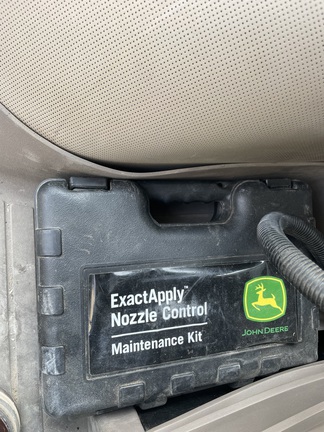 ExactApply™
Nozzle Control
Maintenance Kit
JOHN DEERE